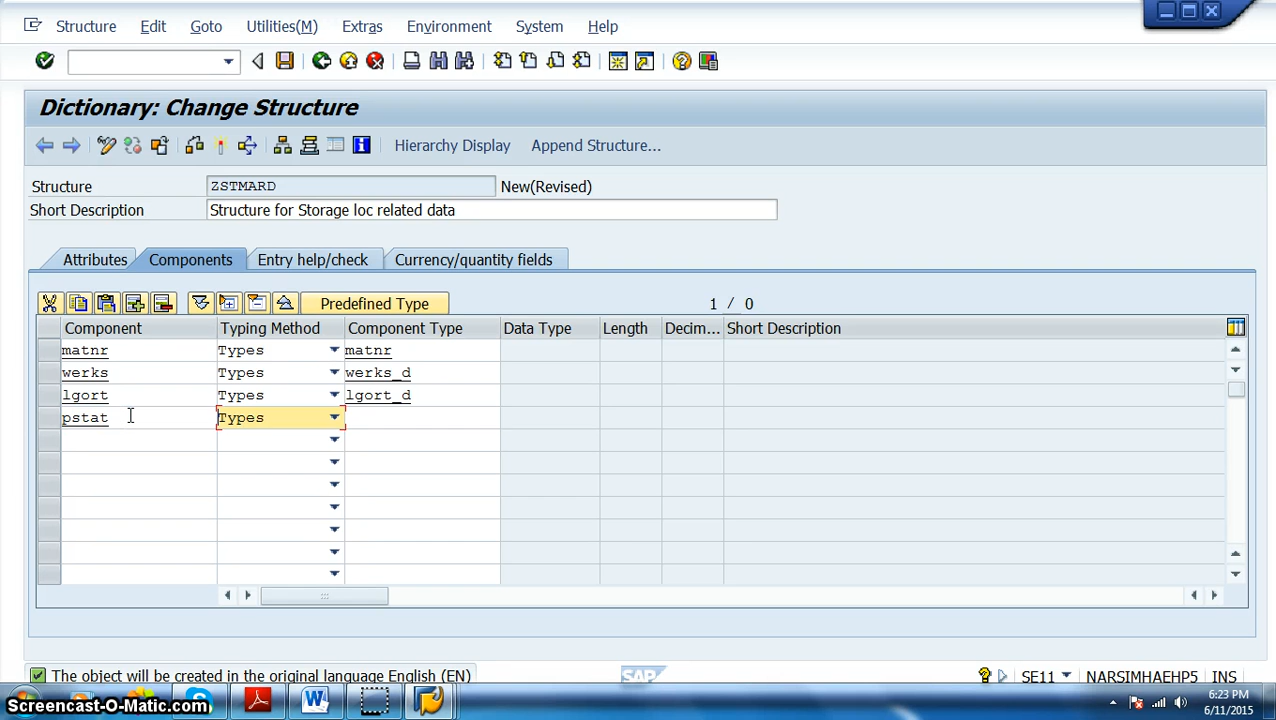 Structure Edit Goto Utilities(M) Extras Environment System Help
Dictionary: Change Structure
Hierarchy Display Append Structure...
Structure ZSTMARD New(Revised)
Short Description Structure for Storage loc related data
Attributes Components Entry help/check Currency/quantity fields
Predefined Type 1 / 0
Component Typing Method Component Type Data Type Length Decim... Short Description
matnr Types matnr
werks Types werks_d
lgort Types lgort_d
pstat Types
The object will be created in the original language English (EN) SAP SE11 NARSIMHAEHP5 INS
Screencast-O-Matic.com
6:23 PM
6/11/2015